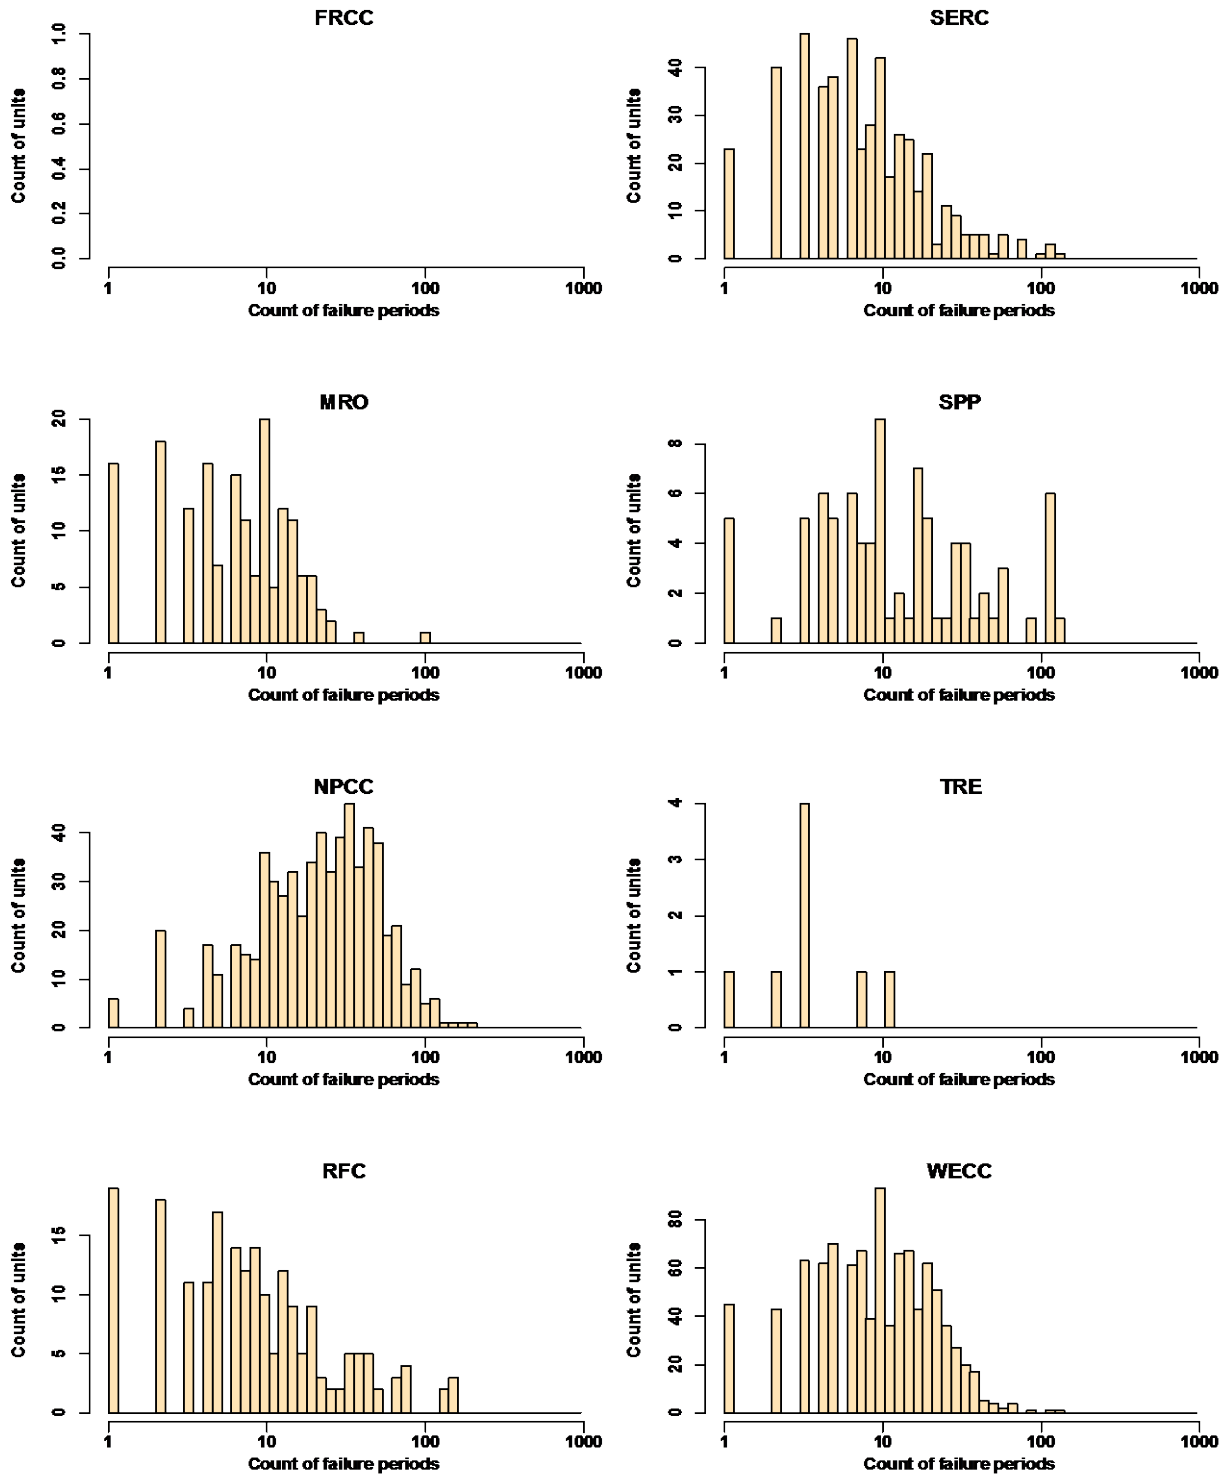 FRCC
Count of units
0.0 0.2 0.4 0.6 0.8 1.0
1 10 100 1000
Count of failure periods
SERC
Count of units
0 10 20 30 40
1 10 100 1000
Count of failure periods
MRO
Count of units
0 5 10 15 20
1 10 100 1000
Count of failure periods
SPP
Count of units
0 2 4 6 8
1 10 100 1000
Count of failure periods
NPCC
Count of units
0 10 20 30 40
1 10 100 1000
Count of failure periods
TRE
Count of units
0 1 2 3 4
1 10 100 1000
Count of failure periods
RFC
Count of units
0 5 10 15
1 10 100 1000
Count of failure periods
WECC
Count of units
0 20 40 60 80
1 10 100 1000
Count of failure periods